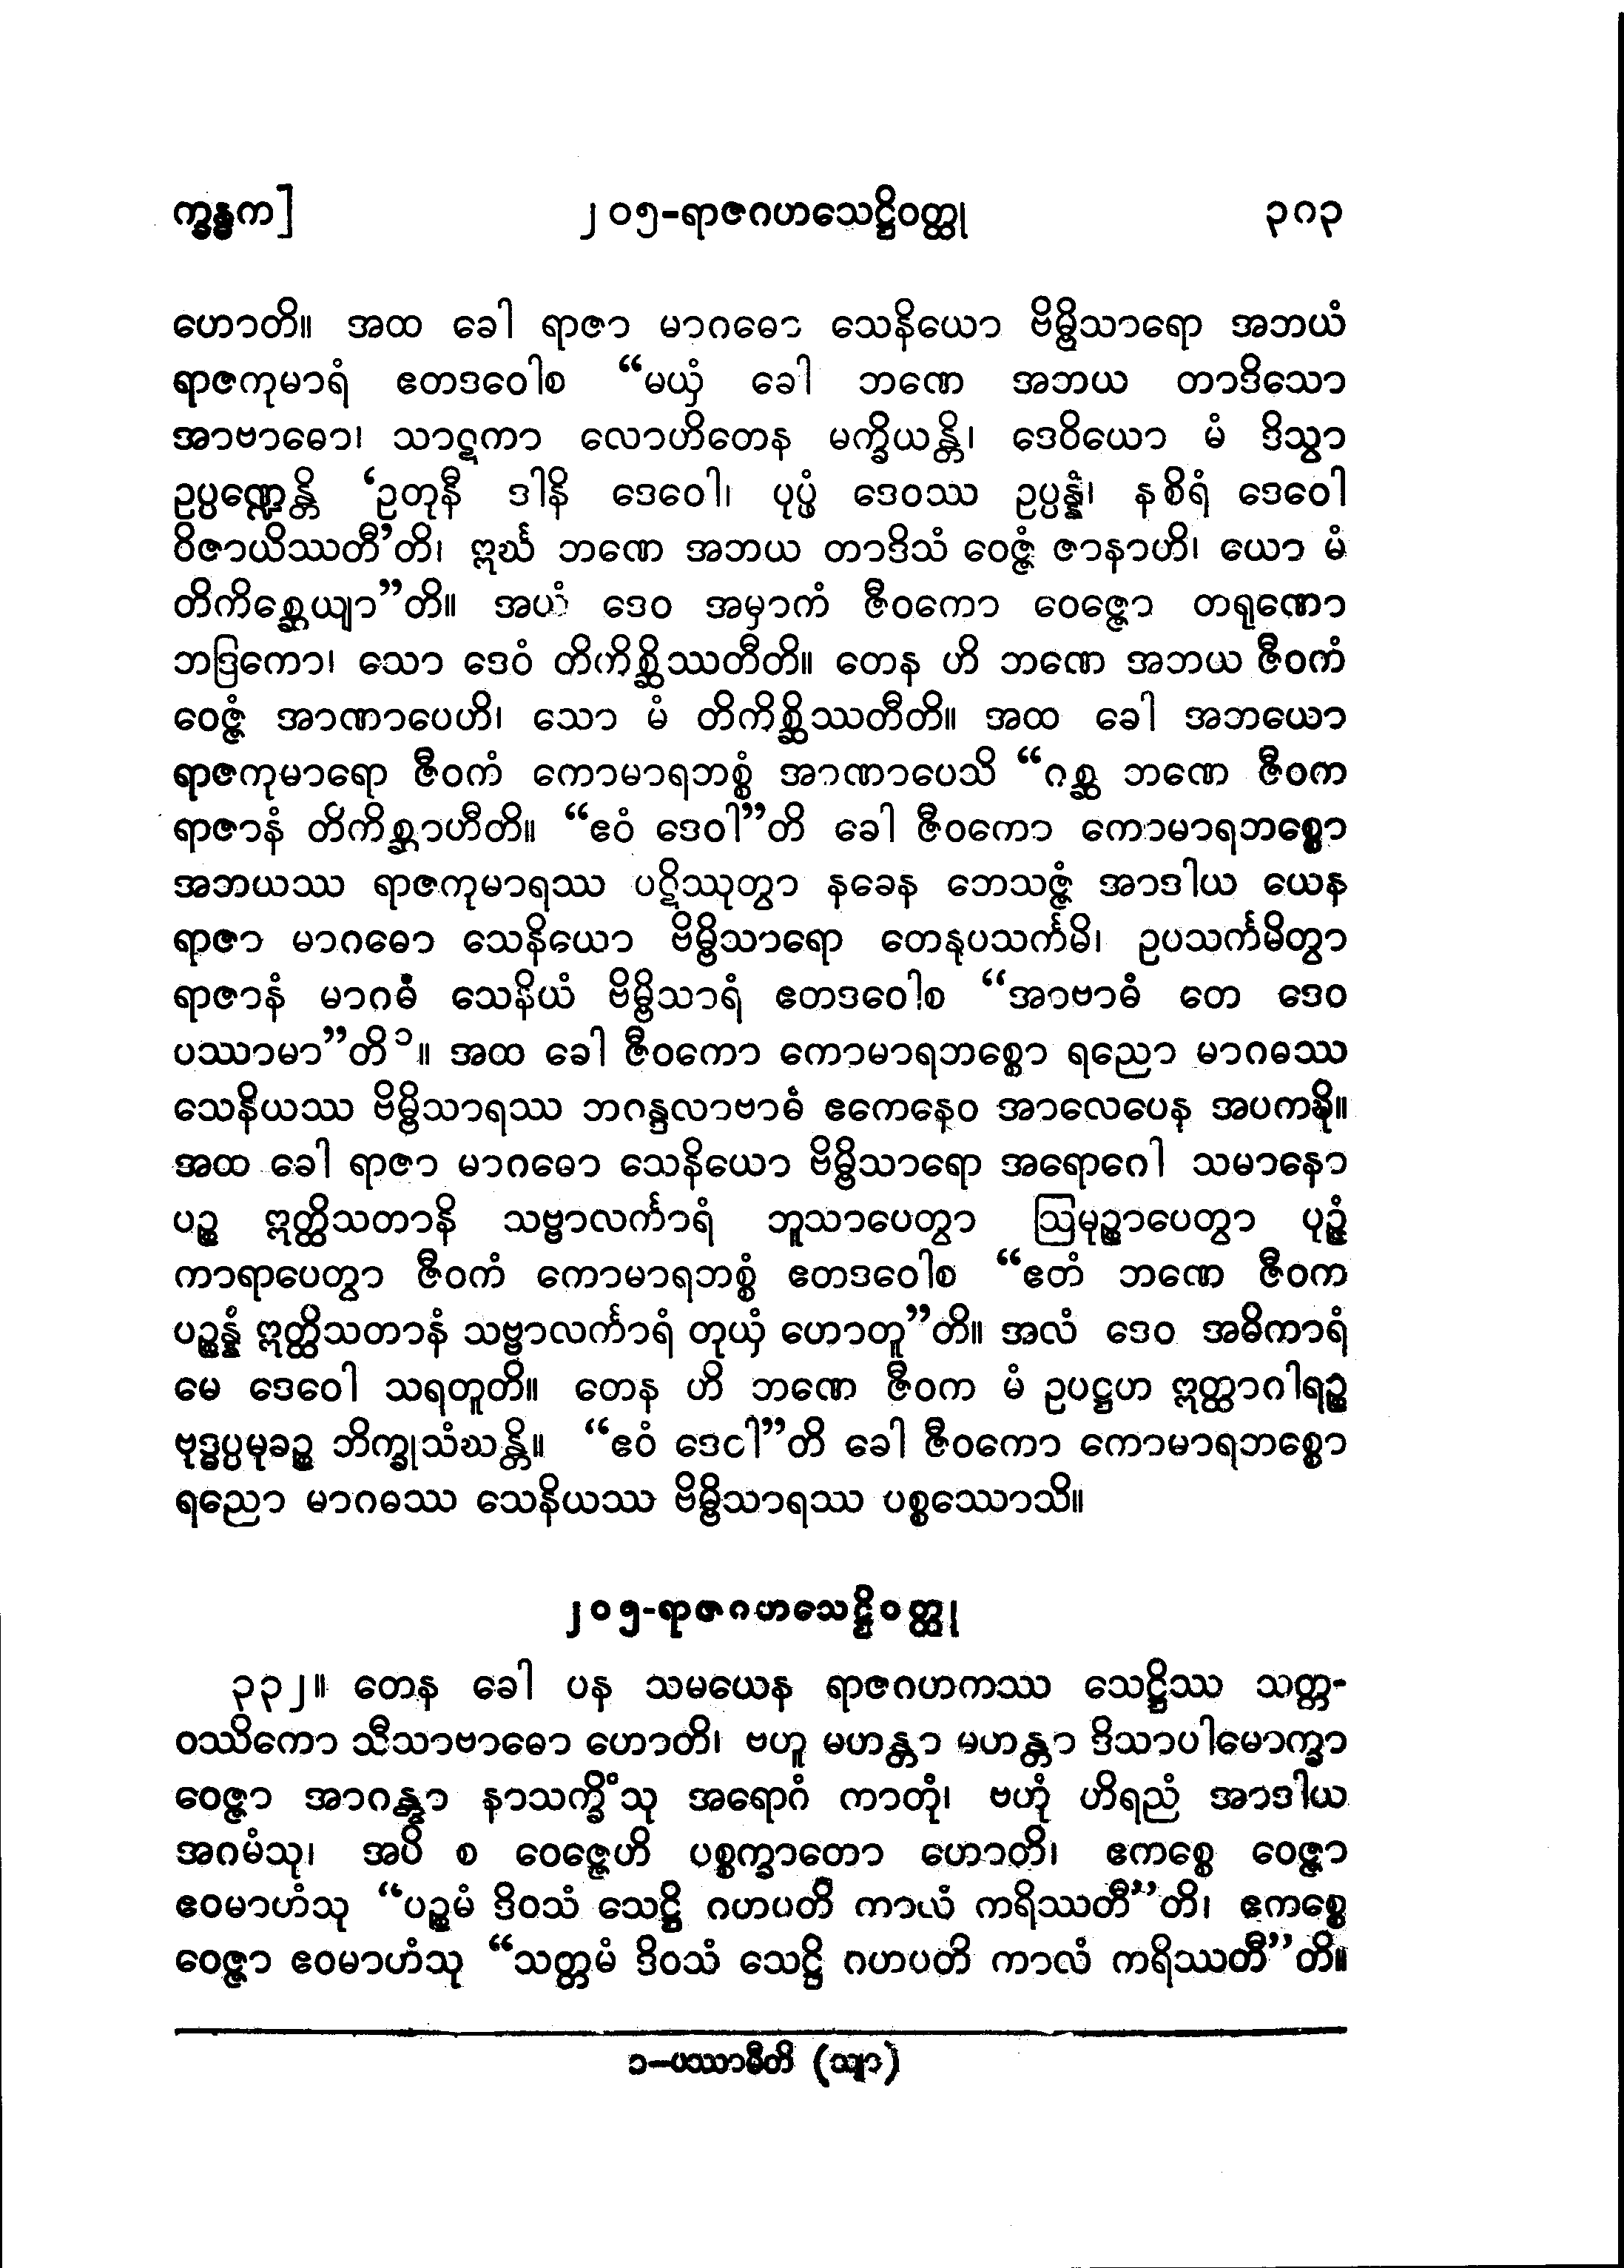 က္ခန္ဓက]
၂၀၅-ရာဇဂဟသေဋ္ဌိဝတ္ထု
၃၈၃
ဟောတိ။ အထ ခေါ ရာဇာ မာဂဓော သေနိယော ဗိမ္ဗိသာရော အဘယံ
ရာဇကုမာရံ ဧတဒဝေါစ “မယှံ ခေါ ဘဏေ အဘယ တာဒိသော
အာဗာဓော၊ သာဋကာ လောဟိတေန မက္ခိယန္တိ၊ ဒေဝိယော မံ ဒိသွာ
ဥပ္ပဏ္ဍေန္တိ ‘ဥတုနီ ဒါနိ ဒေဝေါ၊ ပုပ္ဖံ ဒေဝဿ ဥပ္ပန္နံ၊ နစိရံ ဒေဝေါ
ဝိဇာယိဿတီ’တိ၊ ဣင်္ဃ ဘဏေ အဘယ တာဒိသံ ဝေဇ္ဇံ ဇာနာဟိ၊ ယော မံ
တိကိစ္ဆေယျာ”တိ။ အယံ ဒေဝ အမှာကံ ဇီဝကော ဝေဇ္ဇော တရုဏော
ဘဒြကော၊ သော ဒေဝံ တိကိစ္ဆိဿတီတိ။ တေန ဟိ ဘဏေ အဘယ ဇီဝကံ
ဝေဇ္ဇံ အာဏာပေဟိ၊ သော မံ တိကိစ္ဆိဿတီတိ။ အထ ခေါ အဘယော
ရာဇကုမာရော ဇီဝကံ ကောမာရဘစ္စံ အာဏာပေသိ “ဂစ္ဆ ဘဏေ ဇီဝက
ရာဇာနံ တိကိစ္ဆာဟီတိ။ “ဧဝံ ဒေဝါ”တိ ခေါ ဇီဝကော ကောမာရဘစ္စော
အဘယဿ ရာဇကုမာရဿ ပဋိဿုတွာ နခေန ဘေသဇ္ဇံ အာဒါယ ယေန
ရာဇာ မာဂဓော သေနိယော ဗိမ္ဗိသာရော တေနုပသင်္ကမိ၊ ဥပသင်္ကမိတွာ
ရာဇာနံ မာဂဓံ သေနိယံ ဗိမ္ဗိသာရံ ဧတဒဝေါစ “အာဗာဓံ တေ ဒေဝ
ပဿာမာ”တိ၁။ အထ ခေါ ဇီဝကော ကောမာရဘစ္စော ရညော မာဂဓဿ
သေနိယဿ ဗိမ္ဗိသာရဿ ဘဂန္ဒလာဗာဓံ ဧကေနေဝ အာလေပေန အပကဍ္ဎိ။
အထ ခေါ ရာဇာ မာဂဓော သေနိယော ဗိမ္ဗိသာရော အရောဂေါ သမာနော
ပဉ္စ ဣတ္ထိသတာနိ သဗ္ဗာလင်္ကာရံ ဘူသာပေတွာ ဩမုဉ္စာပေတွာ ပုဉ္ဇံ
ကာရာပေတွာ ဇီဝကံ ကောမာရဘစ္စံ ဧတဒဝေါစ “ဧတံ ဘဏေ ဇီဝက
ပဉ္စန္နံ ဣတ္ထိသတာနံ သဗ္ဗာလင်္ကာရံ တုယှံ ဟောတူ”တိ။ အလံ ဒေဝ အဓိကာရံ
မေ ဒေဝေါ သရတူတိ။ တေန ဟိ ဘဏေ ဇီဝက မံ ဥပဋ္ဌဟ ဣတ္ထာဂါရဉ္စ
ဗုဒ္ဓပ္ပမုခဉ္စ ဘိက္ခုသံဃန္တိ။ “ဧဝံ ဒေဝါ”တိ ခေါ ဇီဝကော ကောမာရဘစ္စော
ရညော မာဂဓဿ သေနိယဿ ဗိမ္ဗိသာရဿ ပစ္စဿောသိ။
၂၀၅-ရာဇဂဟသေဋ္ဌိဝတ္ထု
၃၃၂။ တေန ခေါ ပန သမယေန ရာဇဂဟကဿ သေဋ္ဌိဿ သတ္တ-
ဝဿိကော သီသာဗာဓော ဟောတိ၊ ဗဟူ မဟန္တာ မဟန္တာ ဒိသာပါမောက္ခာ
ဝေဇ္ဇာ အာဂန္တွာ နာသက္ခိံသု အရောဂံ ကာတုံ၊ ဗဟုံ ဟိရညံ အာဒါယ
အဂမံသု၊ အပိ စ ဝေဇ္ဇေဟိ ပစ္စက္ခာတော ဟောတိ၊ ဧကစ္စေ ဝေဇ္ဇာ
ဧဝမာဟံသု “ပဉ္စမံ ဒိဝသံ သေဋ္ဌိ ဂဟပတိ ကာလံ ကရိဿတီ”တိ၊ ဧကစ္စေ
ဝေဇ္ဇာ ဧဝမာဟံသု “သတ္တမံ ဒိဝသံ သေဋ္ဌိ ဂဟပတိ ကာလံ ကရိဿတီ”တိ။
၁-ပဿာမီတိ (သျာ)